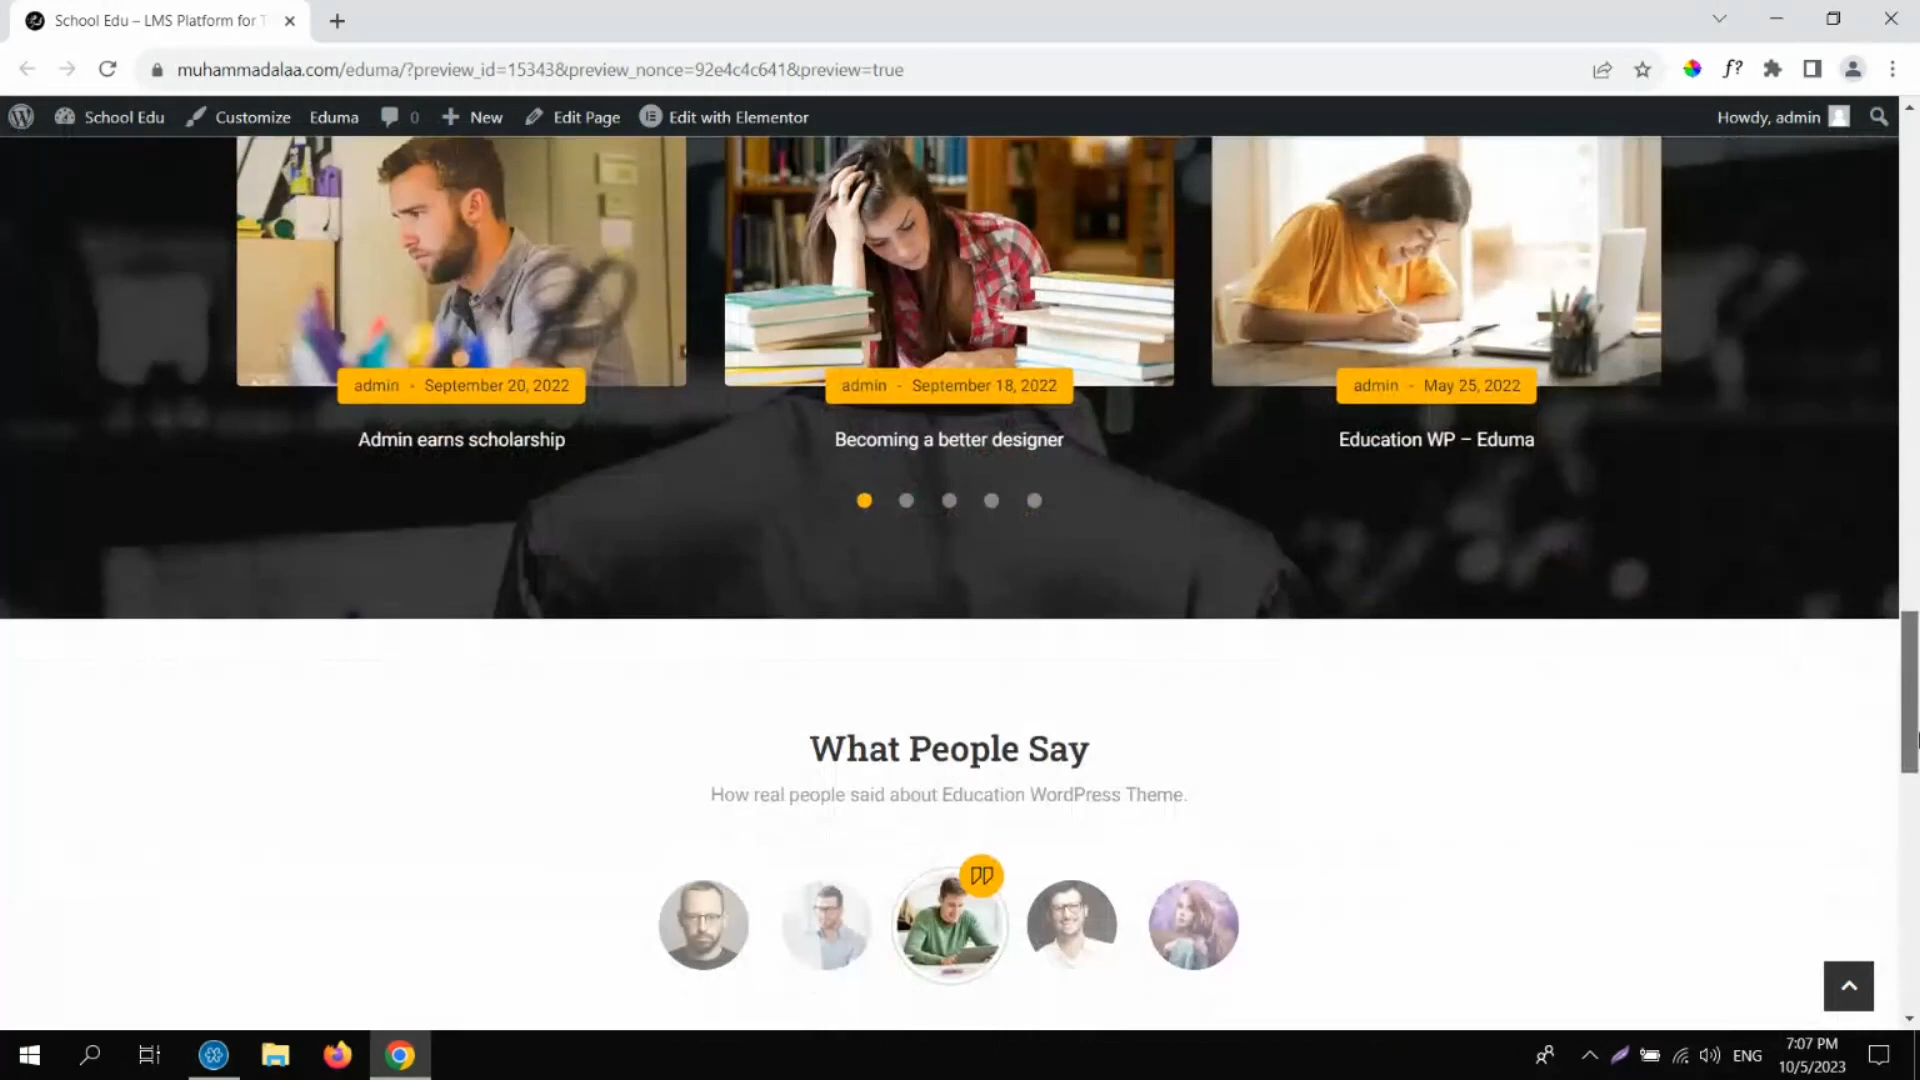 School Edu – LMS Platform for T
muhammadalaa.com/eduma/?preview_id=15343&preview_nonce=92e4c4c641&preview=true
f?
School Edu Customize Eduma 0 New Edit Page Edit with Elementor Howdy, admin
admin - September 20, 2022
Admin earns scholarship
admin - September 18, 2022
Becoming a better designer
admin - May 25, 2022
Education WP – Eduma
What People Say
How real people said about Education WordPress Theme.
ENG
7:07 PM
10/5/2023